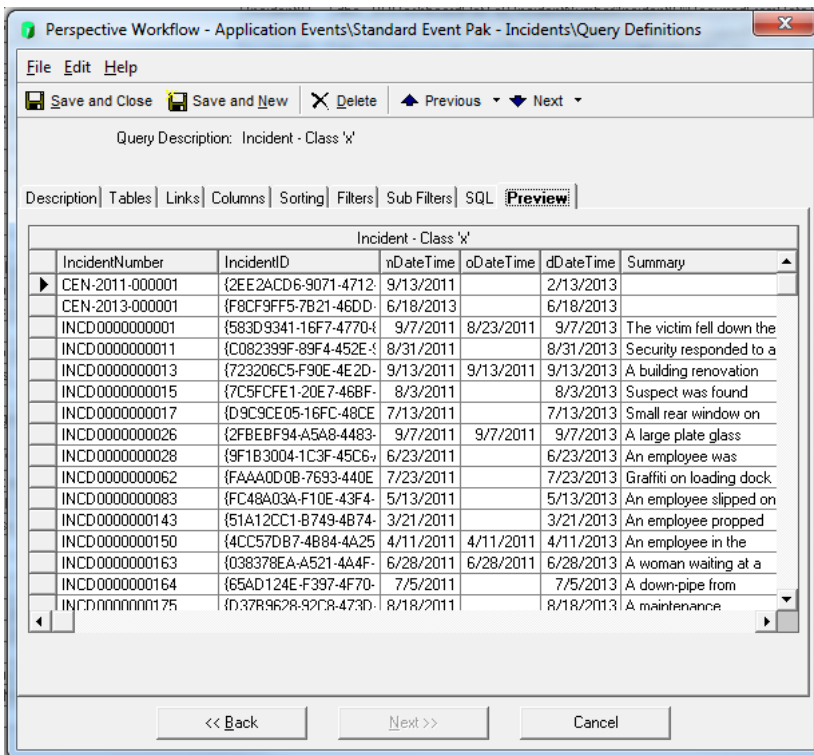 Perspective Workflow - Application Events\Standard Event Pak - Incidents\Query Definitions
File Edit Help
Save and Close Save and New Delete Previous Next
Query Description: Incident - Class 'x'
Description Tables Links Columns Sorting Filters Sub Filters SQL Preview
Incident - Class 'x'
IncidentNumber IncidentID nDateTime oDateTime dDateTime Summary
CEN-2011-000001 {2EE2ACD6-9071-4712- 9/13/2011 2/13/2013
CEN-2013-000001 {F8CF9FF5-7B21-46DD- 6/18/2013 6/18/2013
INCD0000000001 {583D9341-16F7-4770-8 9/7/2011 8/23/2011 9/7/2013 The victim fell down the
INCD0000000011 {C082399F-89F4-452E-9 8/31/2011 8/31/2013 Security responded to a
INCD0000000013 {723206C5-F90E-4E2D- 9/13/2011 9/13/2011 9/13/2013 A building renovation
INCD0000000015 {7C5FCFE1-20E7-46BF- 8/3/2011 8/3/2013 Suspect was found
INCD0000000017 {D9C9CE05-16FC-48CE 7/13/2011 7/13/2013 Small rear window on
INCD0000000026 {2FBEBF94-A5A8-4483- 9/7/2011 9/7/2011 9/7/2013 A large plate glass
INCD0000000028 {9F1B3004-1C3F-45C6- 6/23/2011 6/23/2013 An employee was
INCD0000000062 {FAAA0D0B-7693-440E 7/23/2011 7/23/2013 Graffiti on loading dock
INCD0000000083 {FC48A03A-F10E-43F4- 5/13/2011 5/13/2013 An employee slipped on
INCD0000000143 {51A12CC1-B749-4B74- 3/21/2011 3/21/2013 An employee propped
INCD0000000150 {4CC57DB7-4B84-4A25 4/11/2011 4/11/2011 4/11/2013 An employee in the
INCD0000000163 {038378EA-A521-4A4F- 6/28/2011 6/28/2011 6/28/2013 A woman waiting at a
INCD0000000164 {65AD124E-F397-4F70- 7/5/2011 7/5/2013 A down-pipe from
INCD0000000175 {D37B9628-92C8-473D- 8/18/2011 8/18/2013 A maintenance
<< Back Next >> Cancel